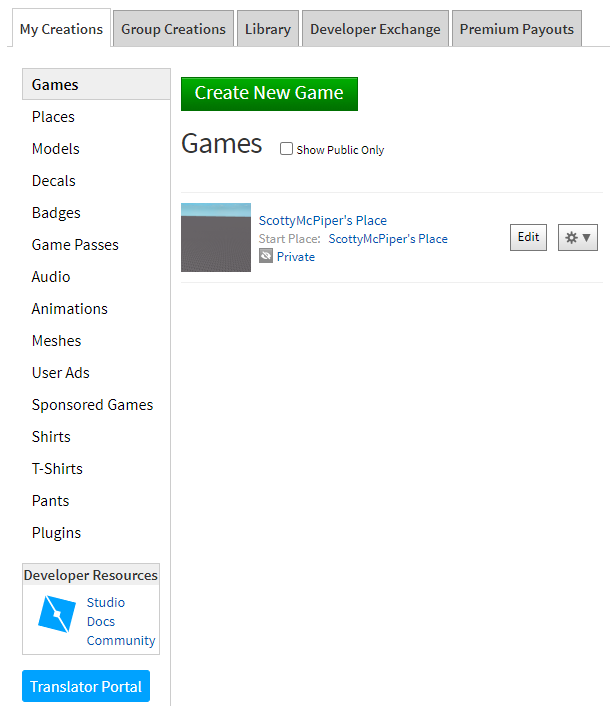 My Creations
Group Creations
Library
Developer Exchange
Premium Payouts
Games
Places
Models
Decals
Badges
Game Passes
Audio
Animations
Meshes
User Ads
Sponsored Games
Shirts
T-Shirts
Pants
Plugins
Developer Resources
Studio
Docs
Community
Translator Portal
Create New Game
Games
Show Public Only
ScottyMcPiper's Place
Start Place: ScottyMcPiper's Place
Private
Edit